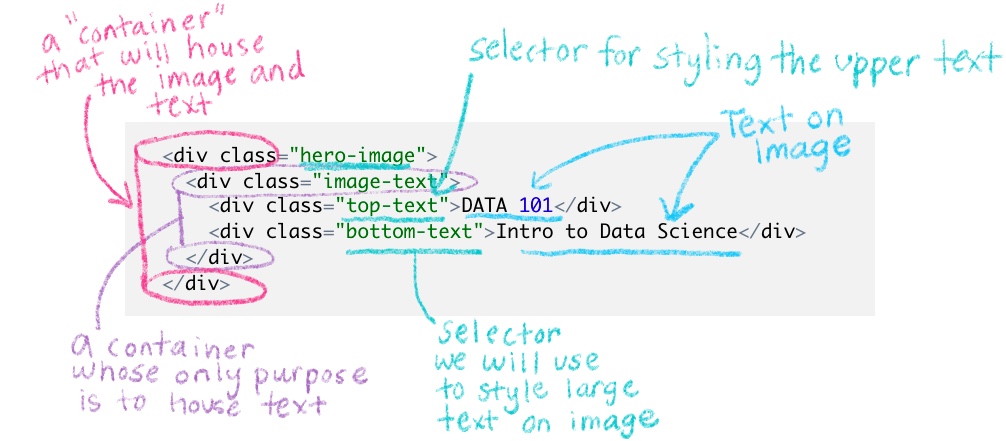 a "container"
that will house
the image and
text
selector for styling the upper text
Text on
image
<div class="hero-image">
<div class="image-text">
<div class="top-text">DATA 101</div>
<div class="bottom-text">Intro to Data Science</div>
</div>
</div>
a container
whose only purpose
is to house text
selector
we will use
to style large
text on image